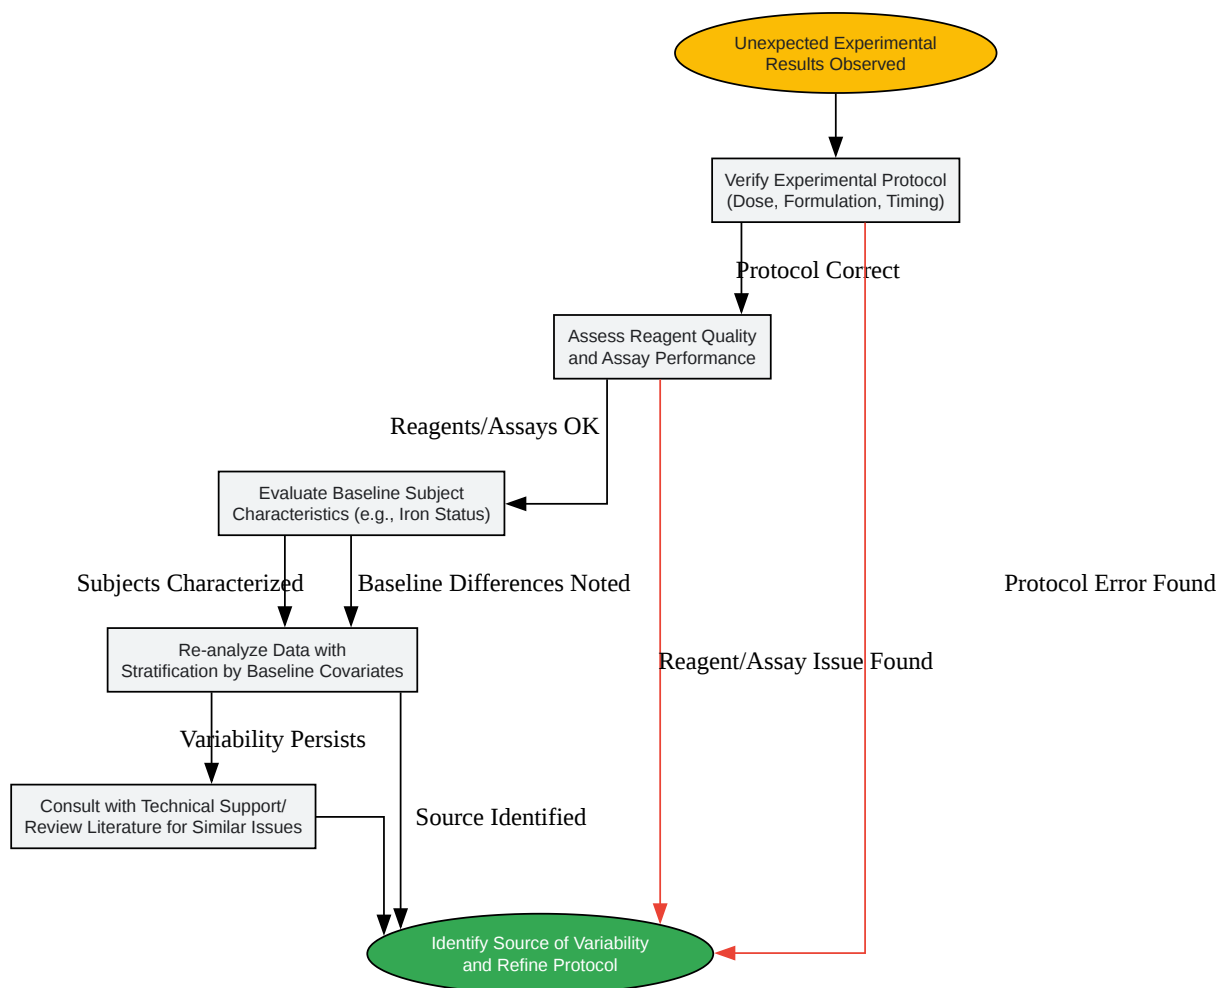 Unexpected Experimental
Results Observed
Verify Experimental Protocol
(Dose, Formulation, Timing)
Protocol Correct
Assess Reagent Quality
and Assay Performance
Reagents/Assays OK
Evaluate Baseline Subject
Characteristics (e.g., Iron Status)
Subjects Characterized
Baseline Differences Noted
Protocol Error Found
Re-analyze Data with
Stratification by Baseline Covariates
Reagent/Assay Issue Found
Variability Persists
Consult with Technical Support/
Review Literature for Similar Issues
Source Identified
Identify Source of Variability
and Refine Protocol